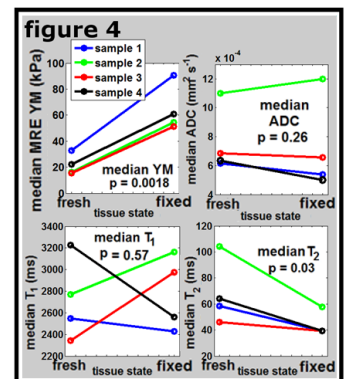 figure 4
sample 1
sample 2
sample 3
sample 4
median MRE YM (kPa)
100
80
60
40
20
0
median YM
p = 0.0018
fresh
fixed
tissue state
x 10⁻⁴
median ADC (mm² s⁻¹)
12
10
8
6
4
median
ADC
p = 0.26
fresh
fixed
tissue state
median T₁ (ms)
3400
3200
3000
2800
2600
2400
2200
median T₁
p = 0.57
fresh
fixed
tissue state
median T₂ (ms)
120
100
80
60
40
20
median T₂
p = 0.03
fresh
fixed
tissue state